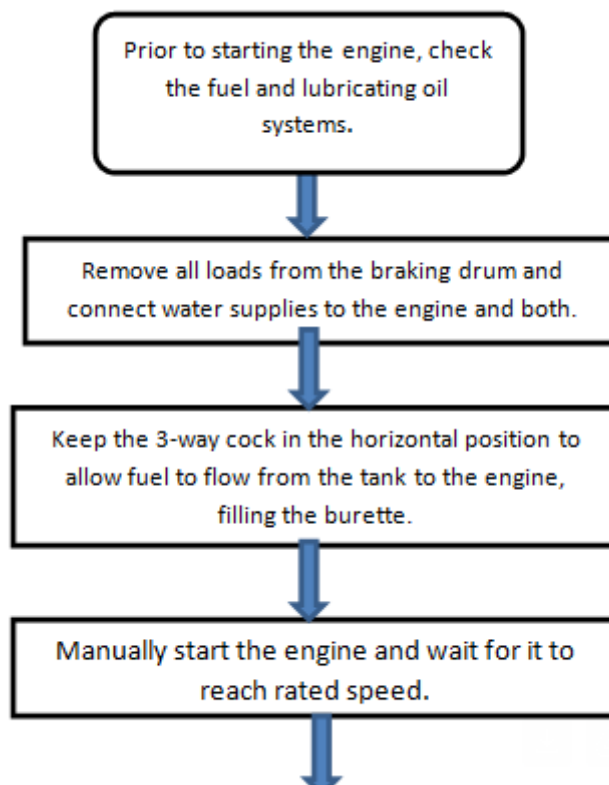 Prior to starting the engine, check
the fuel and lubricating oil
systems.
Remove all loads from the braking drum and
connect water supplies to the engine and both.
Keep the 3-way cock in the horizontal position to
allow fuel to flow from the tank to the engine,
filling the burette.
Manually start the engine and wait for it to
reach rated speed.